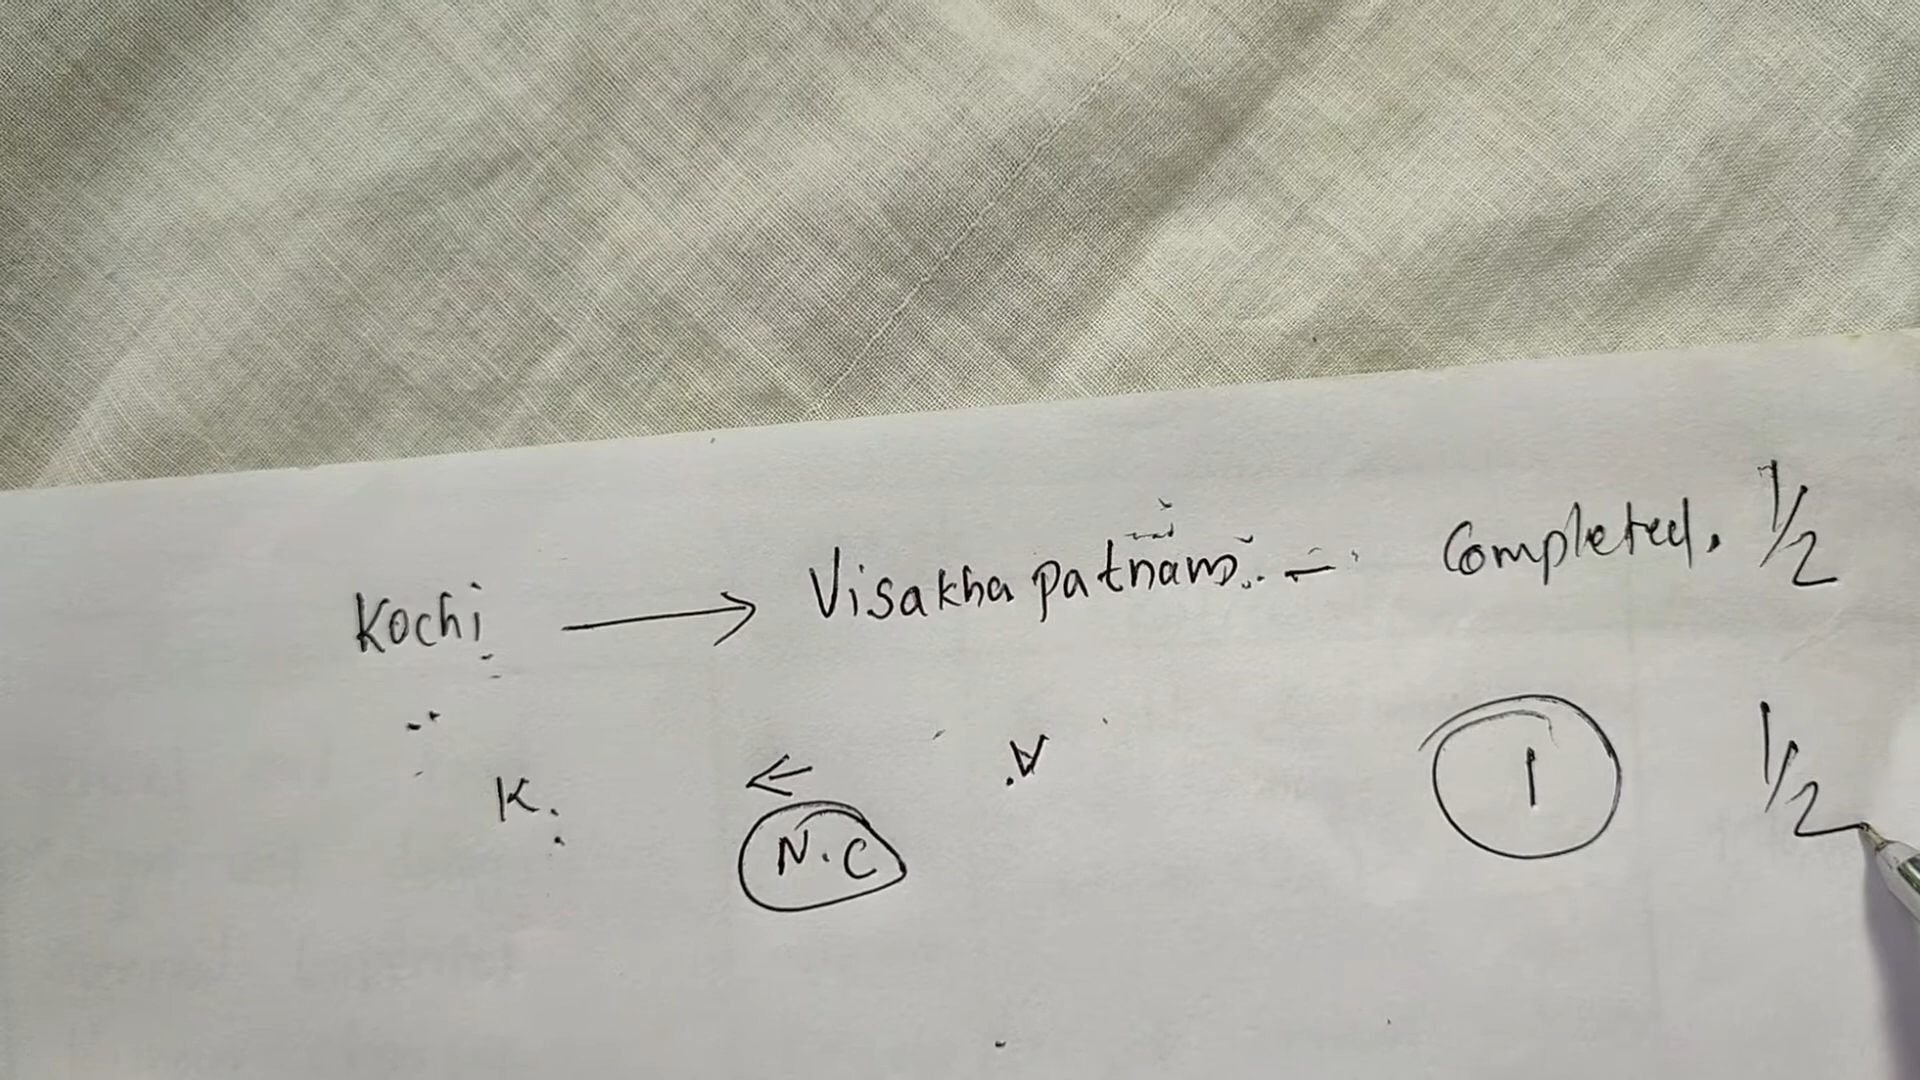 Kochi → Visakhapatnam. = Completed. 1/2
K. ← V 1 1/2
N.C